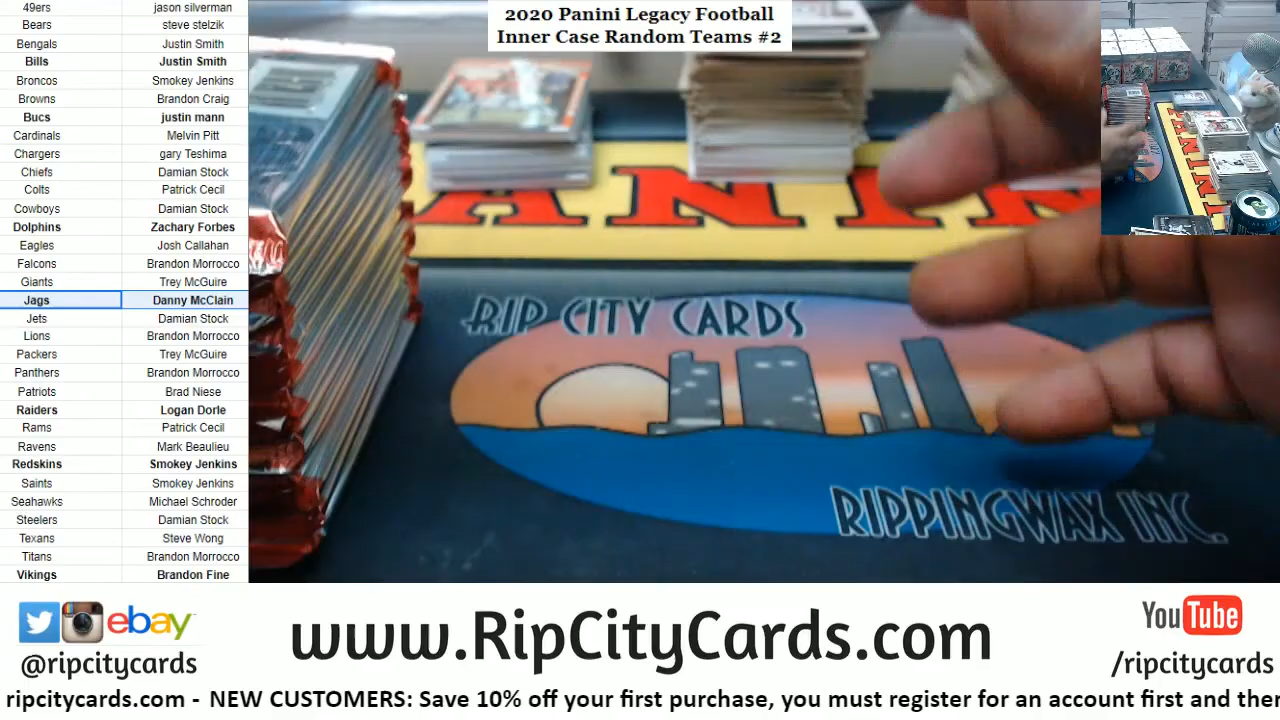 2020 Panini Legacy Football
Inner Case Random Teams #2
49ers jason silverman
Bears steve stelzik
Bengals Justin Smith
Bills Justin Smith
Broncos Smokey Jenkins
Browns Brandon Craig
Bucs justin mann
Cardinals Melvin Pitt
Chargers gary Teshima
Chiefs Damian Stock
Colts Patrick Cecil
Cowboys Damian Stock
Dolphins Zachary Forbes
Eagles Josh Callahan
Falcons Brandon Morrocco
Giants Trey McGuire
Jags Danny McClain
Jets Damian Stock
Lions Brandon Morrocco
Packers Trey McGuire
Panthers Brandon Morrocco
Patriots Brad Niese
Raiders Logan Dorle
Rams Patrick Cecil
Ravens Mark Beaulieu
Redskins Smokey Jenkins
Saints Smokey Jenkins
Seahawks Michael Schroder
Steelers Damian Stock
Texans Steve Wong
Titans Brandon Morrocco
Vikings Brandon Fine
ANIN
RIP CITY CARDS
RIPPINGWAX INC.
ebay
@ripcitycards
www.RipCityCards.com
YouTube
/ripcitycards
ripcitycards.com - NEW CUSTOMERS: Save 10% off your first purchase, you must register for an account first and ther